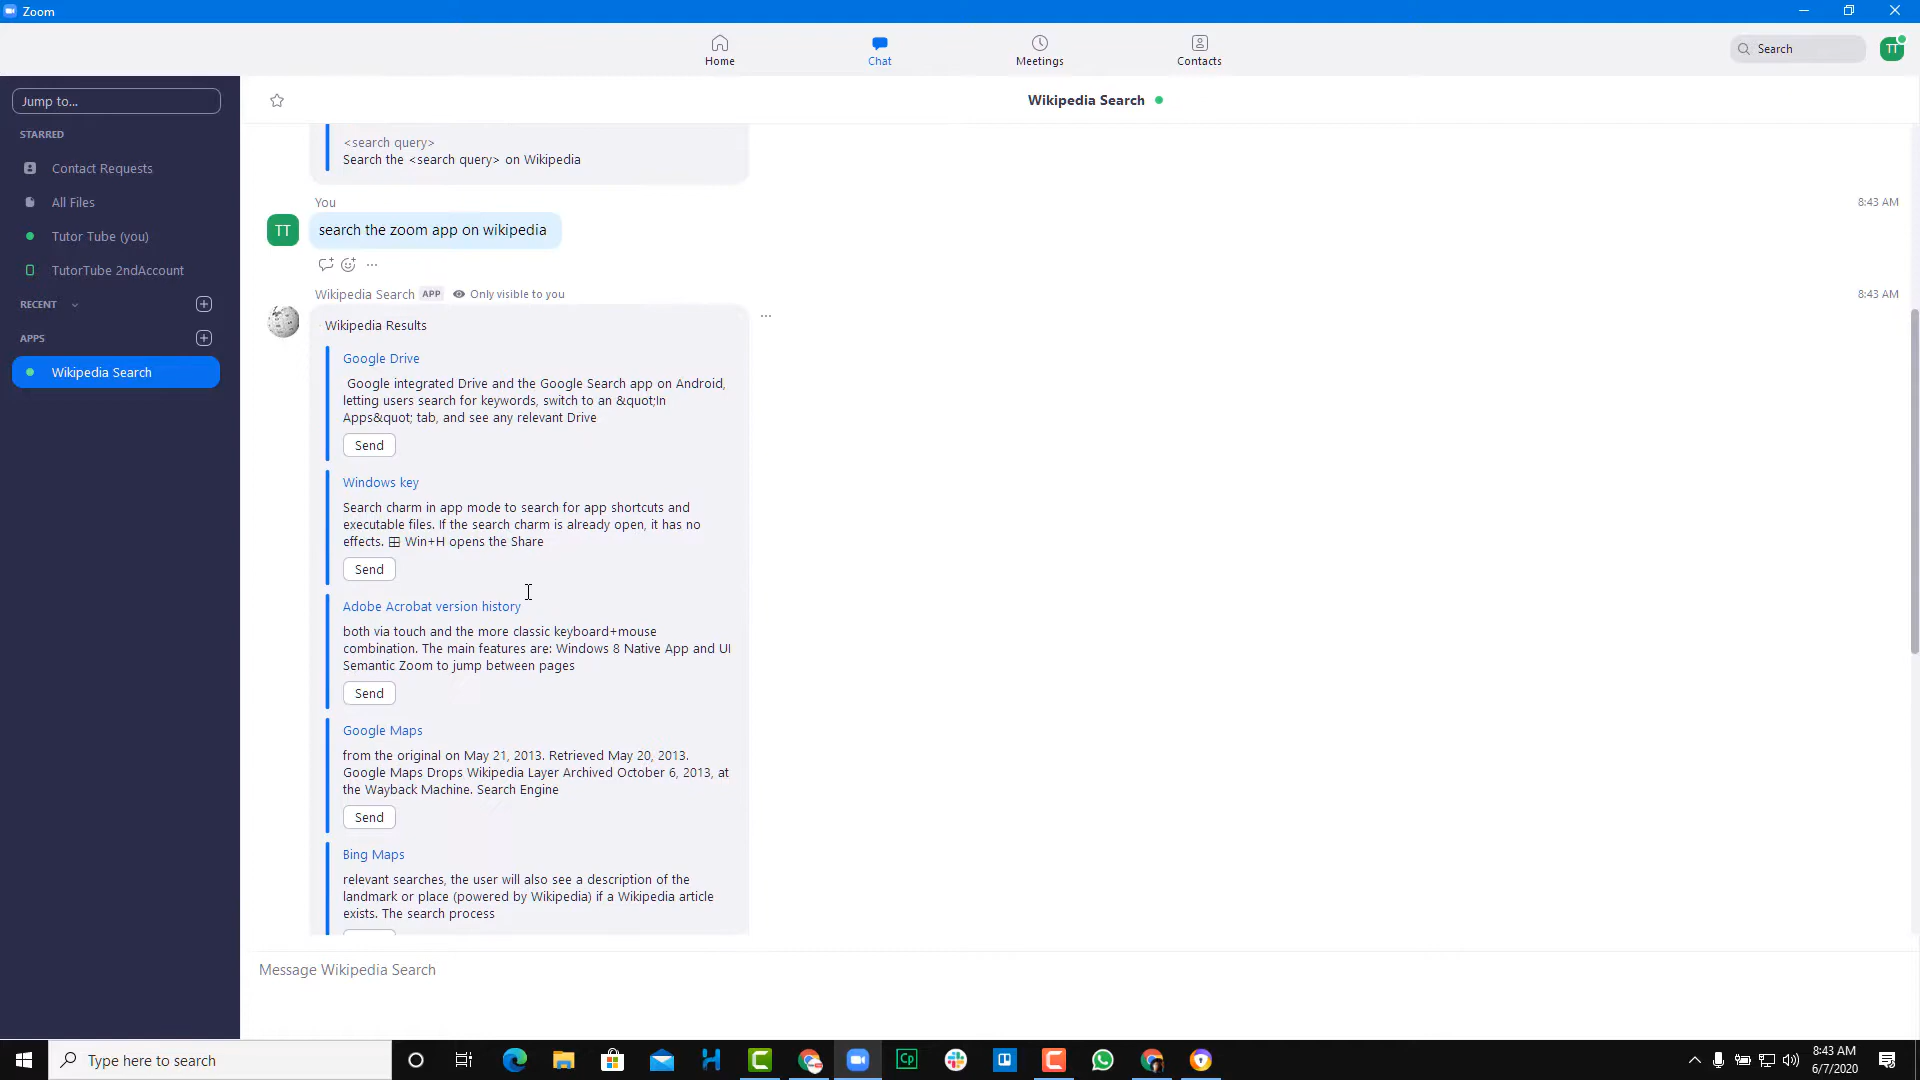 Zoom
Home
Chat
Meetings
Contacts
Search
TT
Jump to...
STARRED
Contact Requests
All Files
Tutor Tube (you)
TutorTube 2ndAccount
RECENT
APPS
Wikipedia Search
Wikipedia Search
<search query>
Search the <search query> on Wikipedia
You
8:43 AM
TT
search the zoom app on wikipedia
Wikipedia Search APP Only visible to you
8:43 AM
Wikipedia Results
Google Drive
Google integrated Drive and the Google Search app on Android,
letting users search for keywords, switch to an &quot;In
Apps&quot; tab, and see any relevant Drive
Send
Windows key
Search charm in app mode to search for app shortcuts and
executable files. If the search charm is already open, it has no
effects. ⊞ Win+H opens the Share
Send
Adobe Acrobat version history
both via touch and the more classic keyboard+mouse
combination. The main features are: Windows 8 Native App and UI
Semantic Zoom to jump between pages
Send
Google Maps
from the original on May 21, 2013. Retrieved May 20, 2013.
Google Maps Drops Wikipedia Layer Archived October 6, 2013, at
the Wayback Machine. Search Engine
Send
Bing Maps
relevant searches, the user will also see a description of the
landmark or place (powered by Wikipedia) if a Wikipedia article
exists. The search process
Message Wikipedia Search
Type here to search
Cp
8:43 AM
6/7/2020